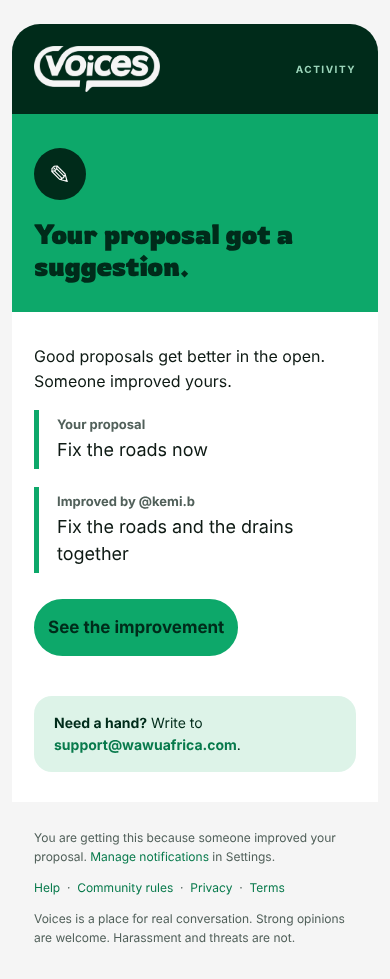 voices
ACTIVITY
Your proposal got a
suggestion.
Good proposals get better in the open.
Someone improved yours.
Your proposal
Fix the roads now
Improved by @kemi.b
Fix the roads and the drains
together
See the improvement
Need a hand? Write to
support@wawuafrica.com.
You are getting this because someone improved your
proposal. Manage notifications in Settings.
Help · Community rules · Privacy · Terms
Voices is a place for real conversation. Strong opinions
are welcome. Harassment and threats are not.